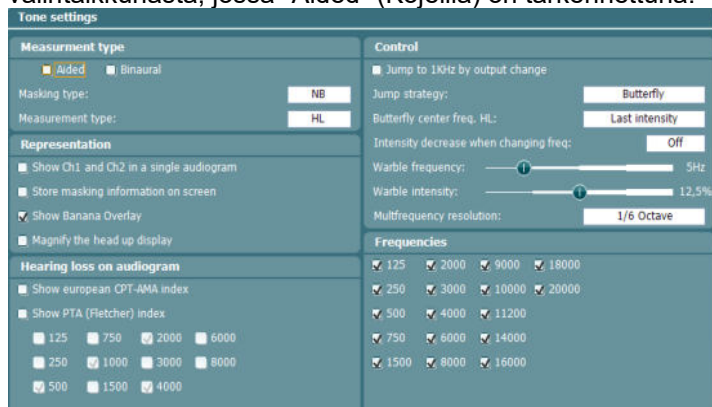 valintaikkunasta, jossa "Aided" (Kojeilla) on tarkennettuna.
Tone settings
Measurment type
Aided Binaural
Masking type: NB
Measurement type: HL
Representation
Show Ch1 and Ch2 in a single audiogram
Store masking information on screen
Show Banana Overlay
Magnify the head up display
Hearing loss on audiogram
Show european CPT-AMA index
Show PTA (Fletcher) index
125 750 2000 6000
250 1000 3000 8000
500 1500 4000
Control
Jump to 1KHz by output change
Jump strategy: Butterfly
Butterfly center freq. HL: Last intensity
Intensity decrease when changing freq: Off
Warble frequency: 5Hz
Warble intensity: 12,5%
Multfrequency resolution: 1/6 Octave
Frequencies
125 2000 9000 18000
250 3000 10000 20000
500 4000 11200
750 6000 14000
1500 8000 16000